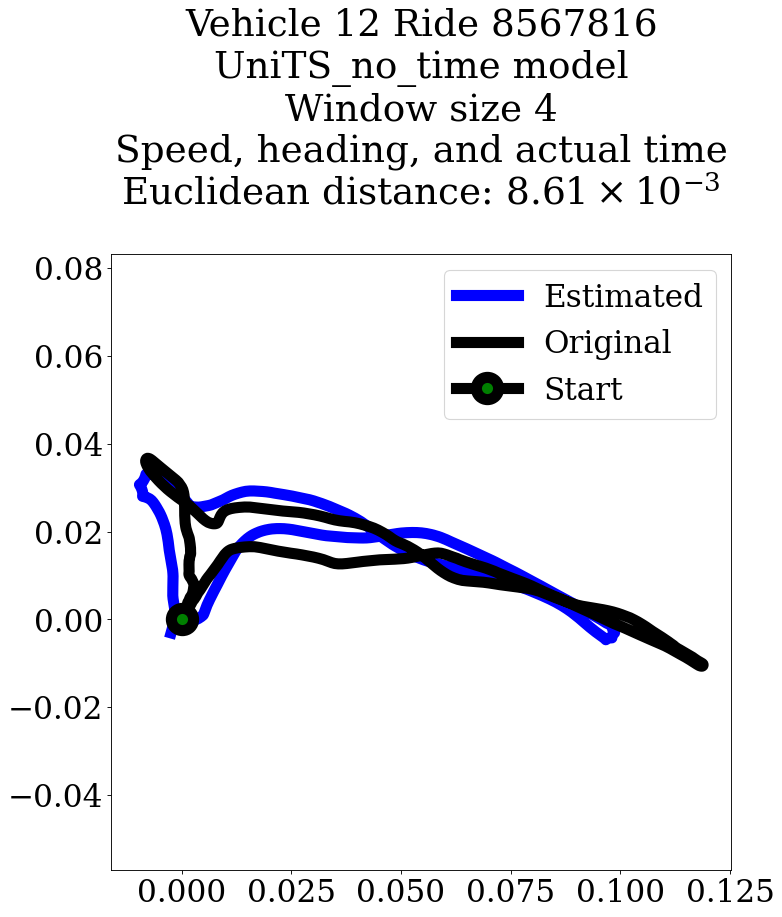 Vehicle 12 Ride 8567816
UniTS_no_time model
Window size 4
Speed, heading, and actual time
Euclidean distance: 8.61 × 10⁻³
Estimated
Original
Start
0.08
0.06
0.04
0.02
0.00
−0.02
−0.04
0.000 0.025 0.050 0.075 0.100 0.125